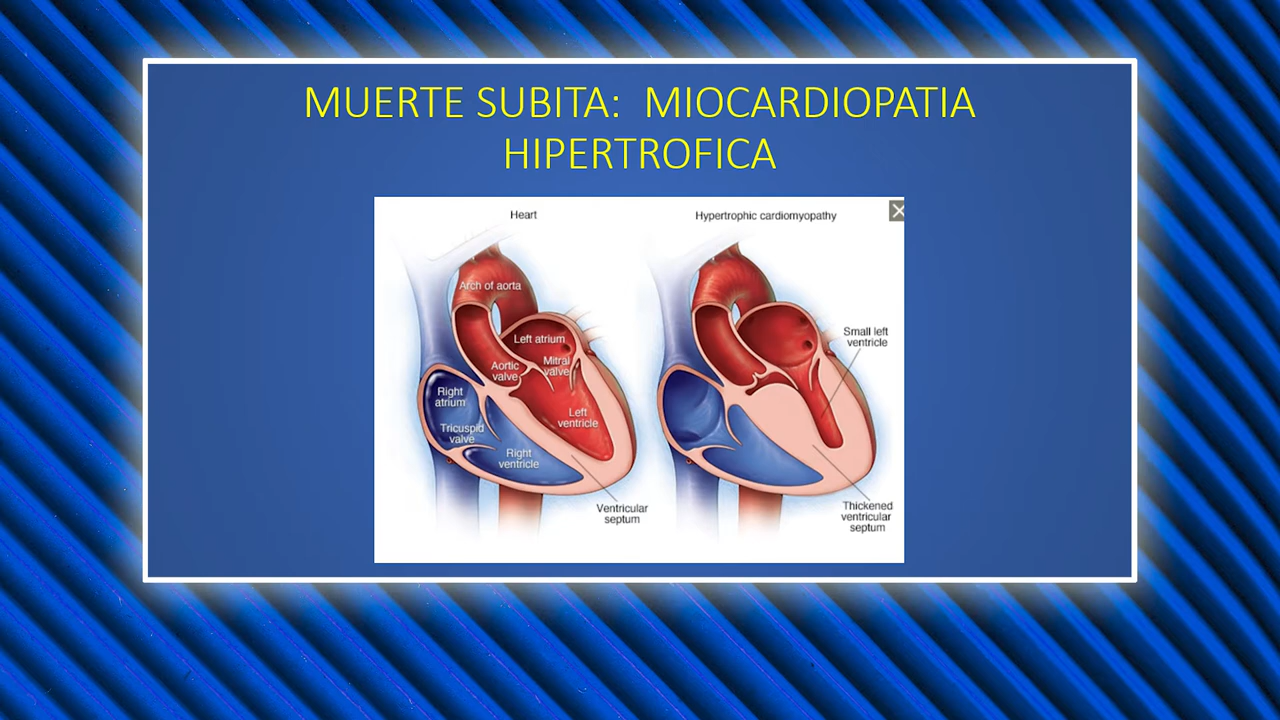 MUERTE SUBITA: MIOCARDIOPATIA
HIPERTROFICA
Heart
Arch of aorta
Left atrium
Aortic
valve
Mitral
valve
Right
atrium
Left
ventricle
Tricuspid
valve
Right
ventricle
Ventricular
septum
Hypertrophic cardiomyopathy
Small left
ventricle
Thickened
ventricular
septum